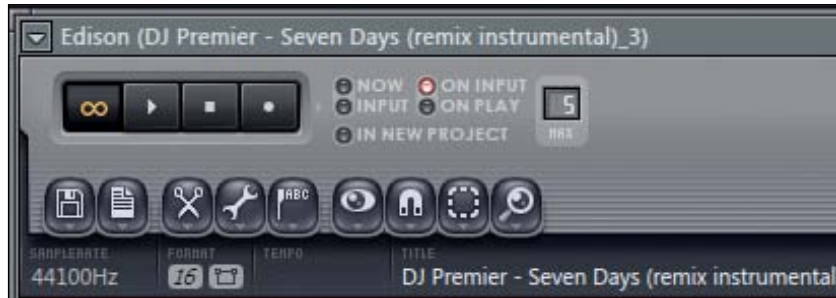 Edison (DJ Premier - Seven Days (remix instrumental)_3)
NOW ON INPUT
INPUT ON PLAY
IN NEW PROJECT
5
MAX
ABC
SAMPLERATE FORMAT TEMPO TITLE
44100Hz 16 DJ Premier - Seven Days (remix instrumental